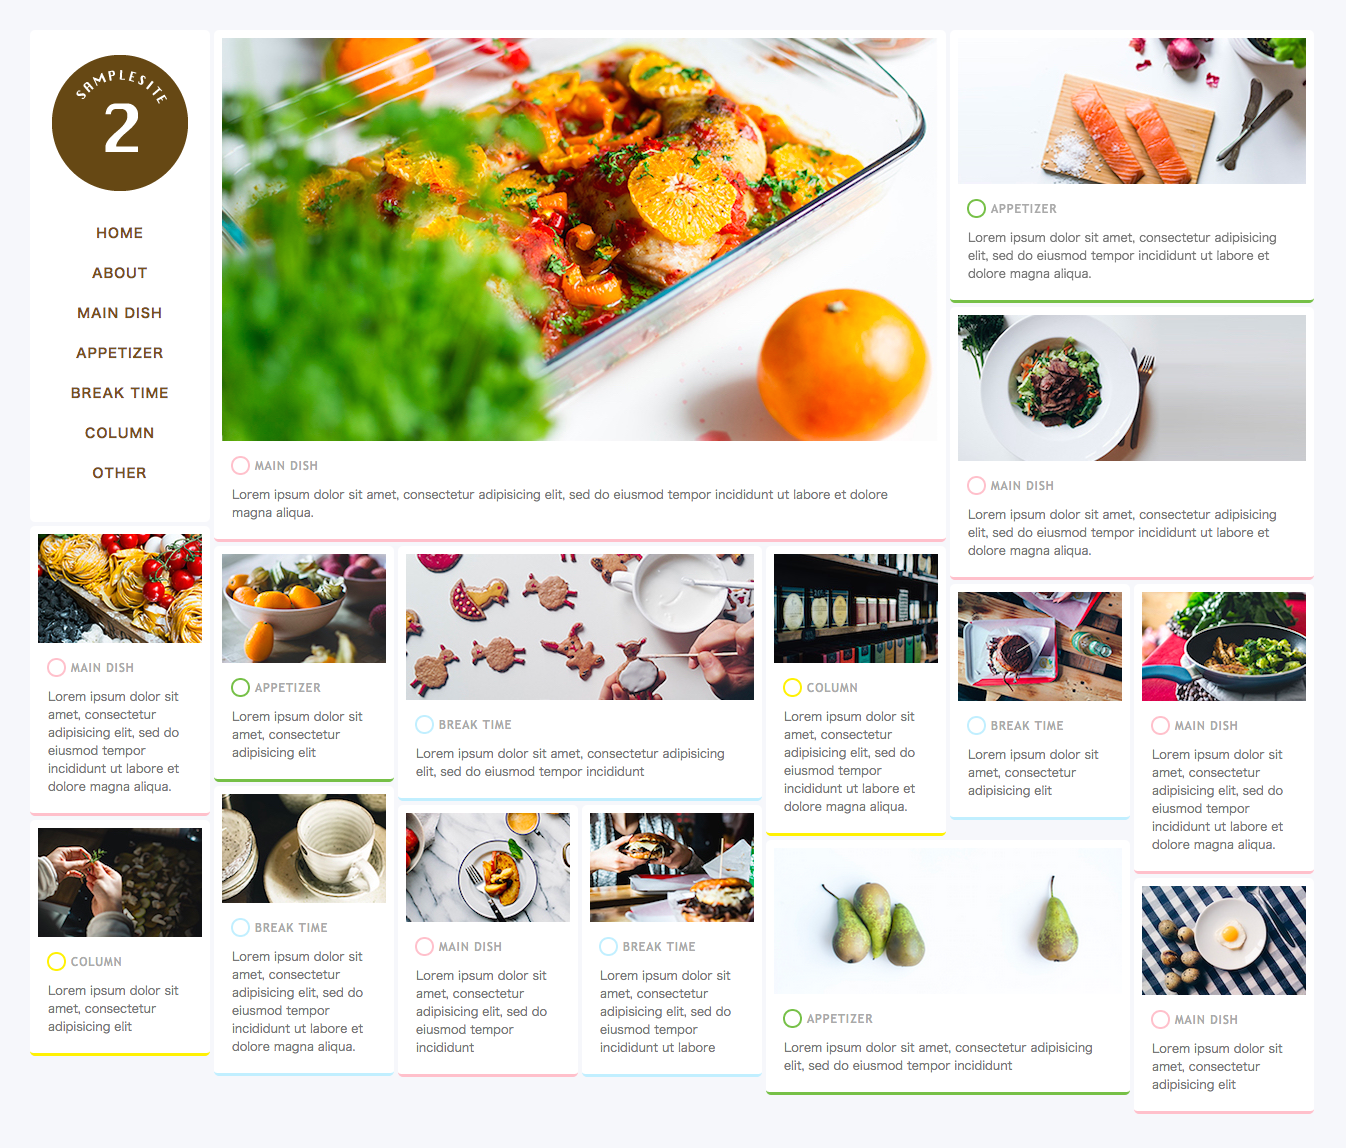 SAMPLESITE
2
HOME
ABOUT
MAIN DISH
APPETIZER
BREAK TIME
COLUMN
OTHER
MAIN DISH
Lorem ipsum dolor sit amet, consectetur adipisicing elit, sed do eiusmod tempor incididunt ut labore et dolore
magna aliqua.
APPETIZER
Lorem ipsum dolor sit amet, consectetur adipisicing
elit, sed do eiusmod tempor incididunt ut labore et
dolore magna aliqua.
MAIN DISH
Lorem ipsum dolor sit amet, consectetur adipisicing
elit, sed do eiusmod tempor incididunt ut labore et
dolore magna aliqua.
MAIN DISH
Lorem ipsum dolor sit
amet, consectetur
adipisicing elit, sed do
eiusmod tempor
incididunt ut labore et
dolore magna aliqua.
APPETIZER
Lorem ipsum dolor sit
amet, consectetur
adipisicing elit
BREAK TIME
Lorem ipsum dolor sit amet, consectetur adipisicing
elit, sed do eiusmod tempor incididunt
COLUMN
Lorem ipsum dolor sit
amet, consectetur
adipisicing elit, sed do
eiusmod tempor
incididunt ut labore et
dolore magna aliqua.
BREAK TIME
Lorem ipsum dolor sit
amet, consectetur
adipisicing elit
MAIN DISH
Lorem ipsum dolor sit
amet, consectetur
adipisicing elit, sed do
eiusmod tempor
incididunt ut labore et
dolore magna aliqua.
COLUMN
Lorem ipsum dolor sit
amet, consectetur
adipisicing elit
BREAK TIME
Lorem ipsum dolor sit
amet, consectetur
adipisicing elit, sed do
eiusmod tempor
incididunt ut labore et
dolore magna aliqua.
MAIN DISH
Lorem ipsum dolor sit
amet, consectetur
adipisicing elit, sed do
eiusmod tempor
incididunt
BREAK TIME
Lorem ipsum dolor sit
amet, consectetur
adipisicing elit, sed do
eiusmod tempor
incididunt ut labore
APPETIZER
Lorem ipsum dolor sit amet, consectetur adipisicing
elit, sed do eiusmod tempor incididunt
MAIN DISH
Lorem ipsum dolor sit
amet, consectetur
adipisicing elit